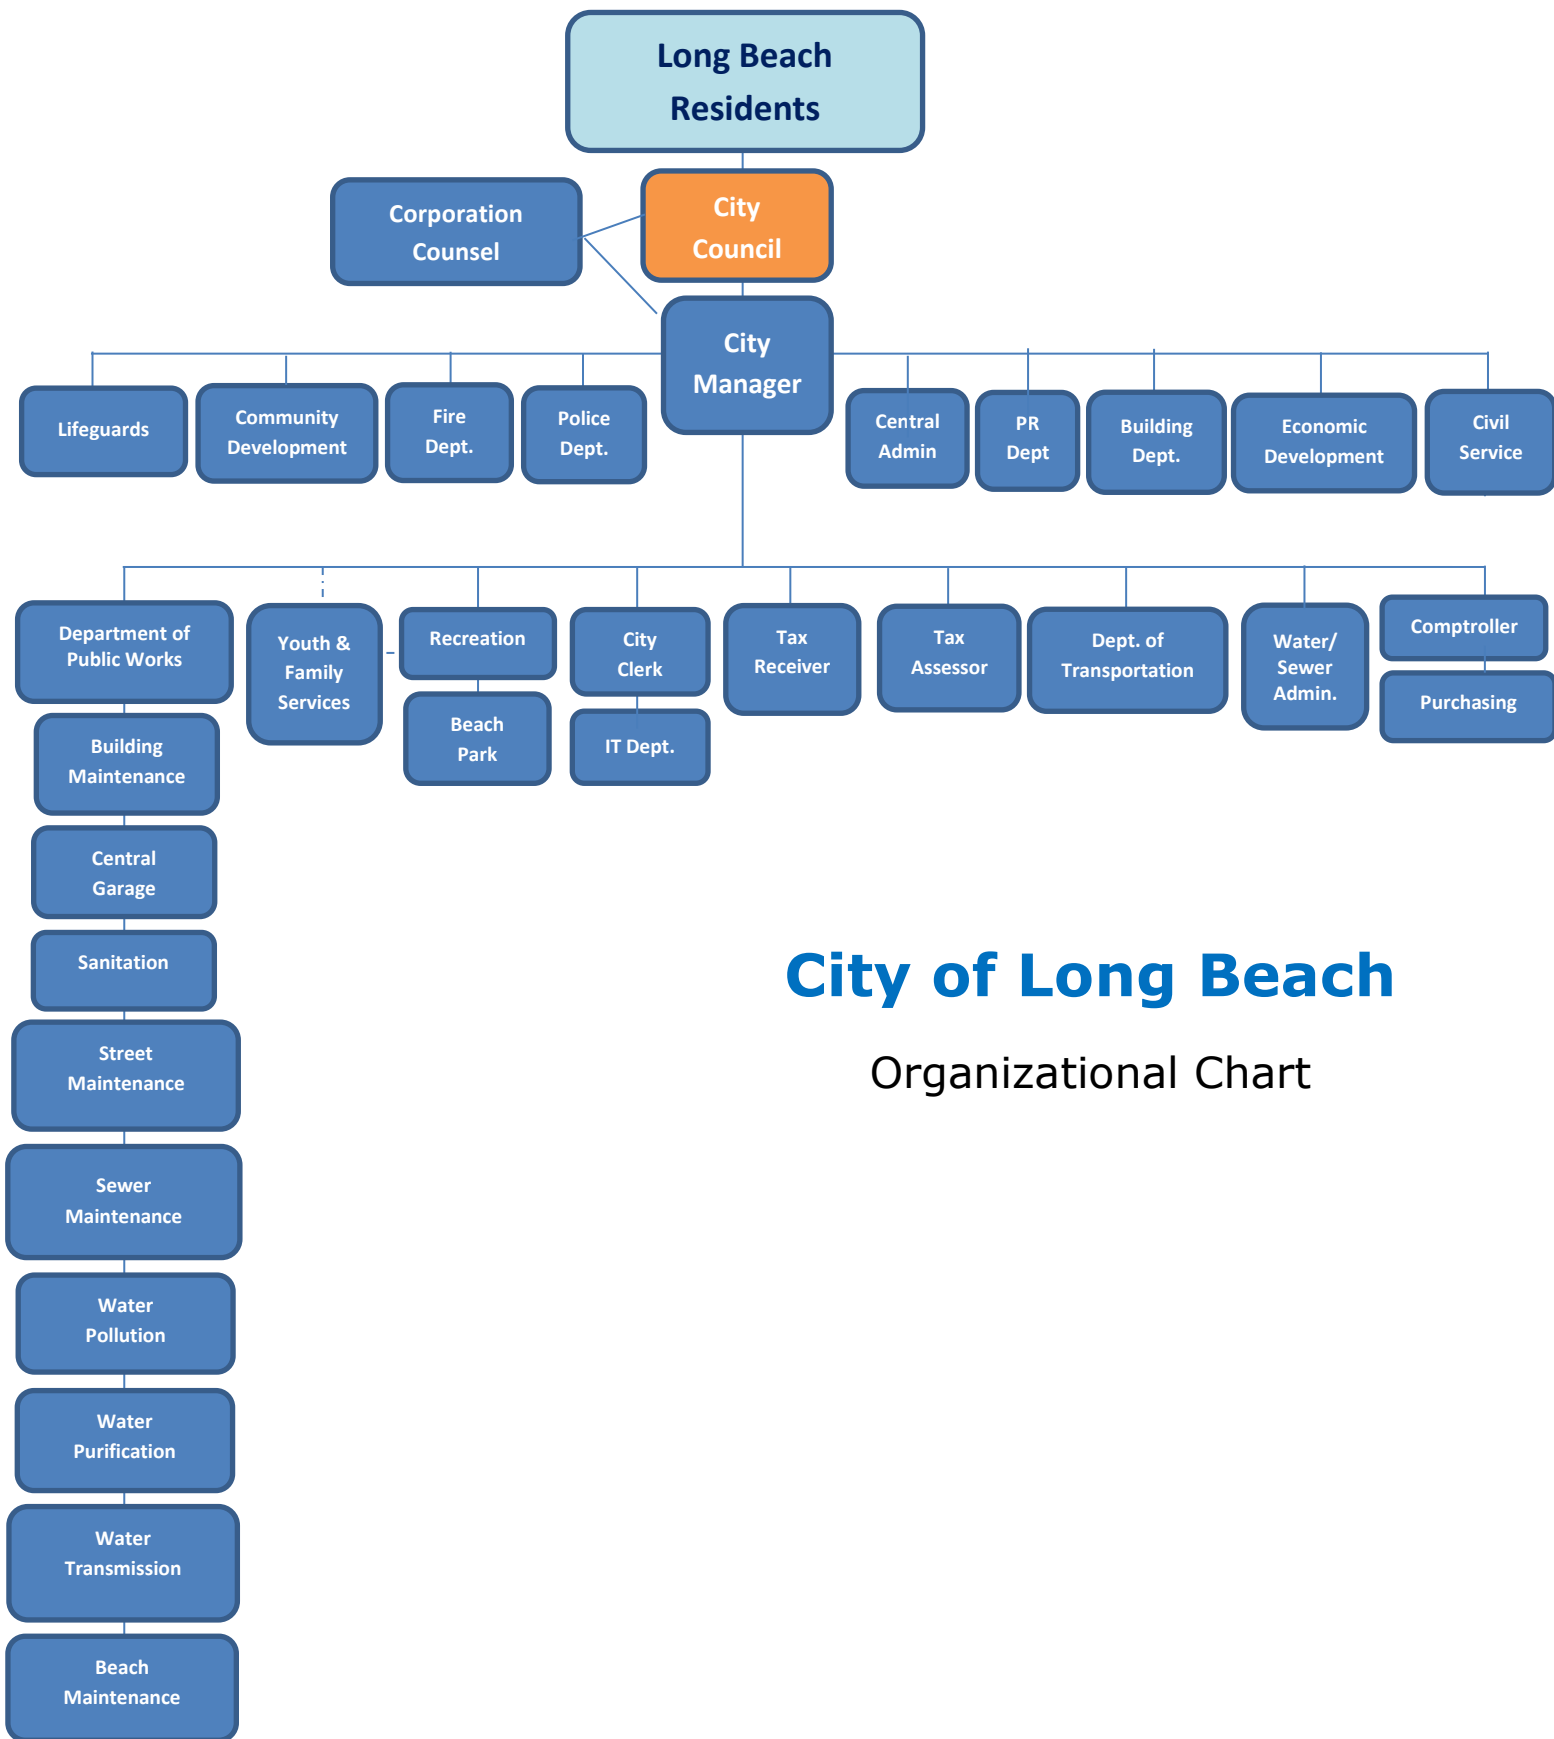 Long Beach
Residents
Corporation
Counsel
City
Council
City
Manager
Lifeguards
Community
Development
Fire
Dept.
Police
Dept.
Central
Admin
PR
Dept
Building
Dept.
Economic
Development
Civil
Service
Department of
Public Works
Youth &
Family
Services
Recreation
City
Clerk
Tax
Receiver
Tax
Assessor
Dept. of
Transportation
Water/
Sewer
Admin.
Comptroller
Purchasing
Beach
Park
IT Dept.
Building
Maintenance
Central
Garage
Sanitation
Street
Maintenance
Sewer
Maintenance
Water
Pollution
Water
Purification
Water
Transmission
Beach
Maintenance
City of Long Beach
Organizational Chart